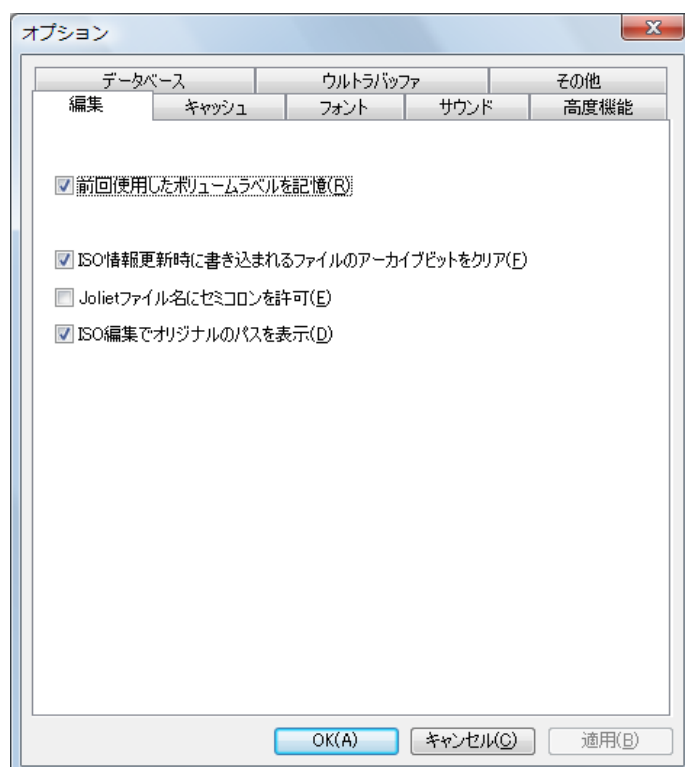 オプション
データベース ウルトラバッファ その他
編集 キャッシュ フォント サウンド 高度機能
前回使用したボリュームラベルを記憶(R)
ISO情報更新時に書き込まれるファイルのアーカイブビットをクリア(F)
Jolietファイル名にセミコロンを許可(E)
ISO編集でオリジナルのパスを表示(D)
OK(A) キャンセル(C) 適用(B)